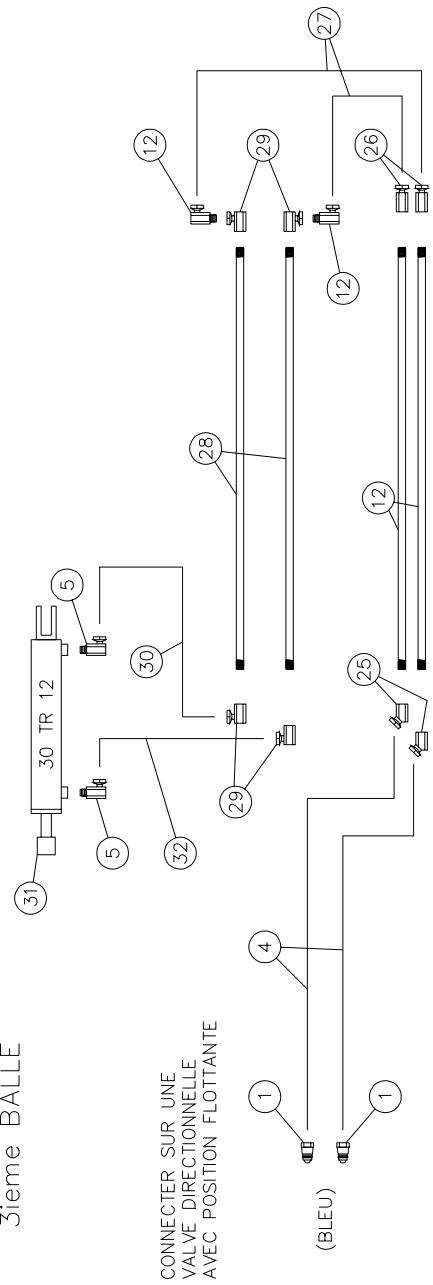 3ieme BALLE
CONNECTER SUR UNE
VALVE DIRECTIONNELLE
AVEC POSITION FLOTTANTE
(BLEU)
1
1
4
31
30 TR 12
5
5
32
30
29
25
28
12
12
29
12
26
27